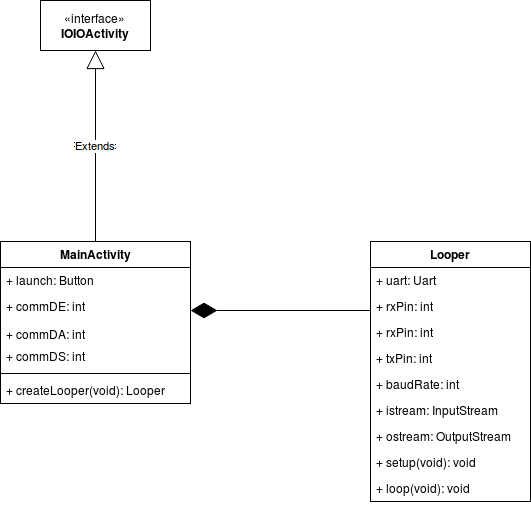 «interface»
IOIOActivity
Extends
MainActivity
+ launch: Button
+ commDE: int
+ commDA: int
+ commDS: int
+ createLooper(void): Looper
Looper
+ uart: Uart
+ rxPin: int
+ rxPin: int
+ txPin: int
+ baudRate: int
+ istream: InputStream
+ ostream: OutputStream
+ setup(void): void
+ loop(void): void